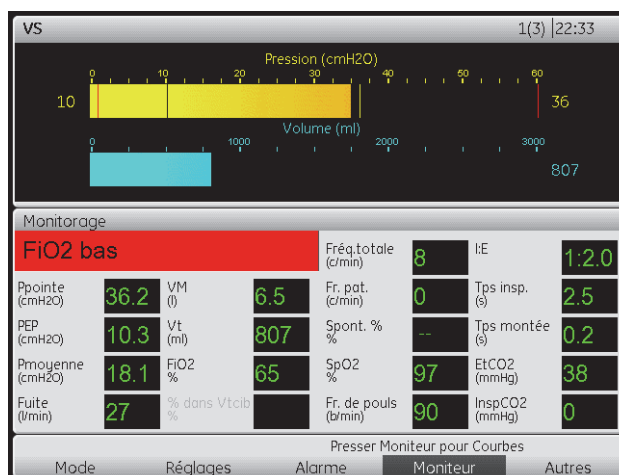 VS 1(3) |22:33
Pression (cmH2O)
0 10 20 30 40 50 60
10 36
Volume (ml)
0 1000 2000 3000
807
Monitorage
FiO2 bas
Fréq.totale (c/min) 8 I:E 1:2.0
Ppointe (cmH2O) 36.2 VM (l) 6.5 Fr. pat. (c/min) 0 Tps insp. (s) 2.5
PEP (cmH2O) 10.3 Vt (ml) 807 Spont. % % -- Tps montée (s) 0.2
Pmoyenne (cmH2O) 18.1 FiO2 % 65 SpO2 % 97 EtCO2 (mmHg) 38
Fuite (l/min) 27 % dans Vtcib % Fr. de pouls (b/min) 90 InspCO2 (mmHg) 0
Presser Moniteur pour Courbes
Mode Réglages Alarme Moniteur Autres